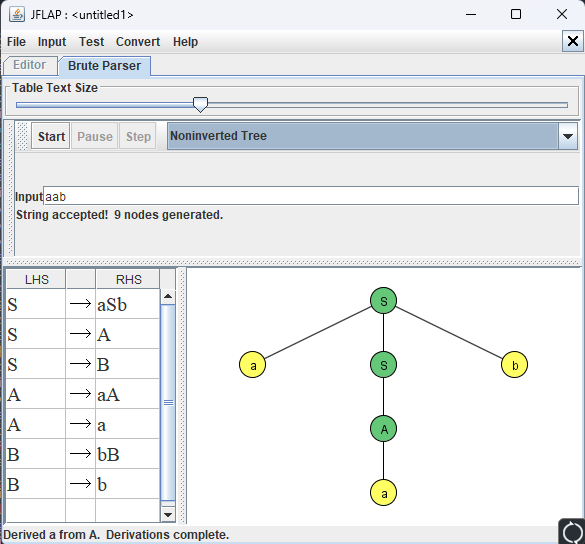 JFLAP : <untitled1>
File Input Test Convert Help
Editor Brute Parser
Table Text Size
Start Pause Step Noninverted Tree
Input aab
String accepted! 9 nodes generated.
LHS RHS
S → aSb
S → A
S → B
A → aA
A → a
B → bB
B → b
S
a S b
A
a
Derived a from A. Derivations complete.